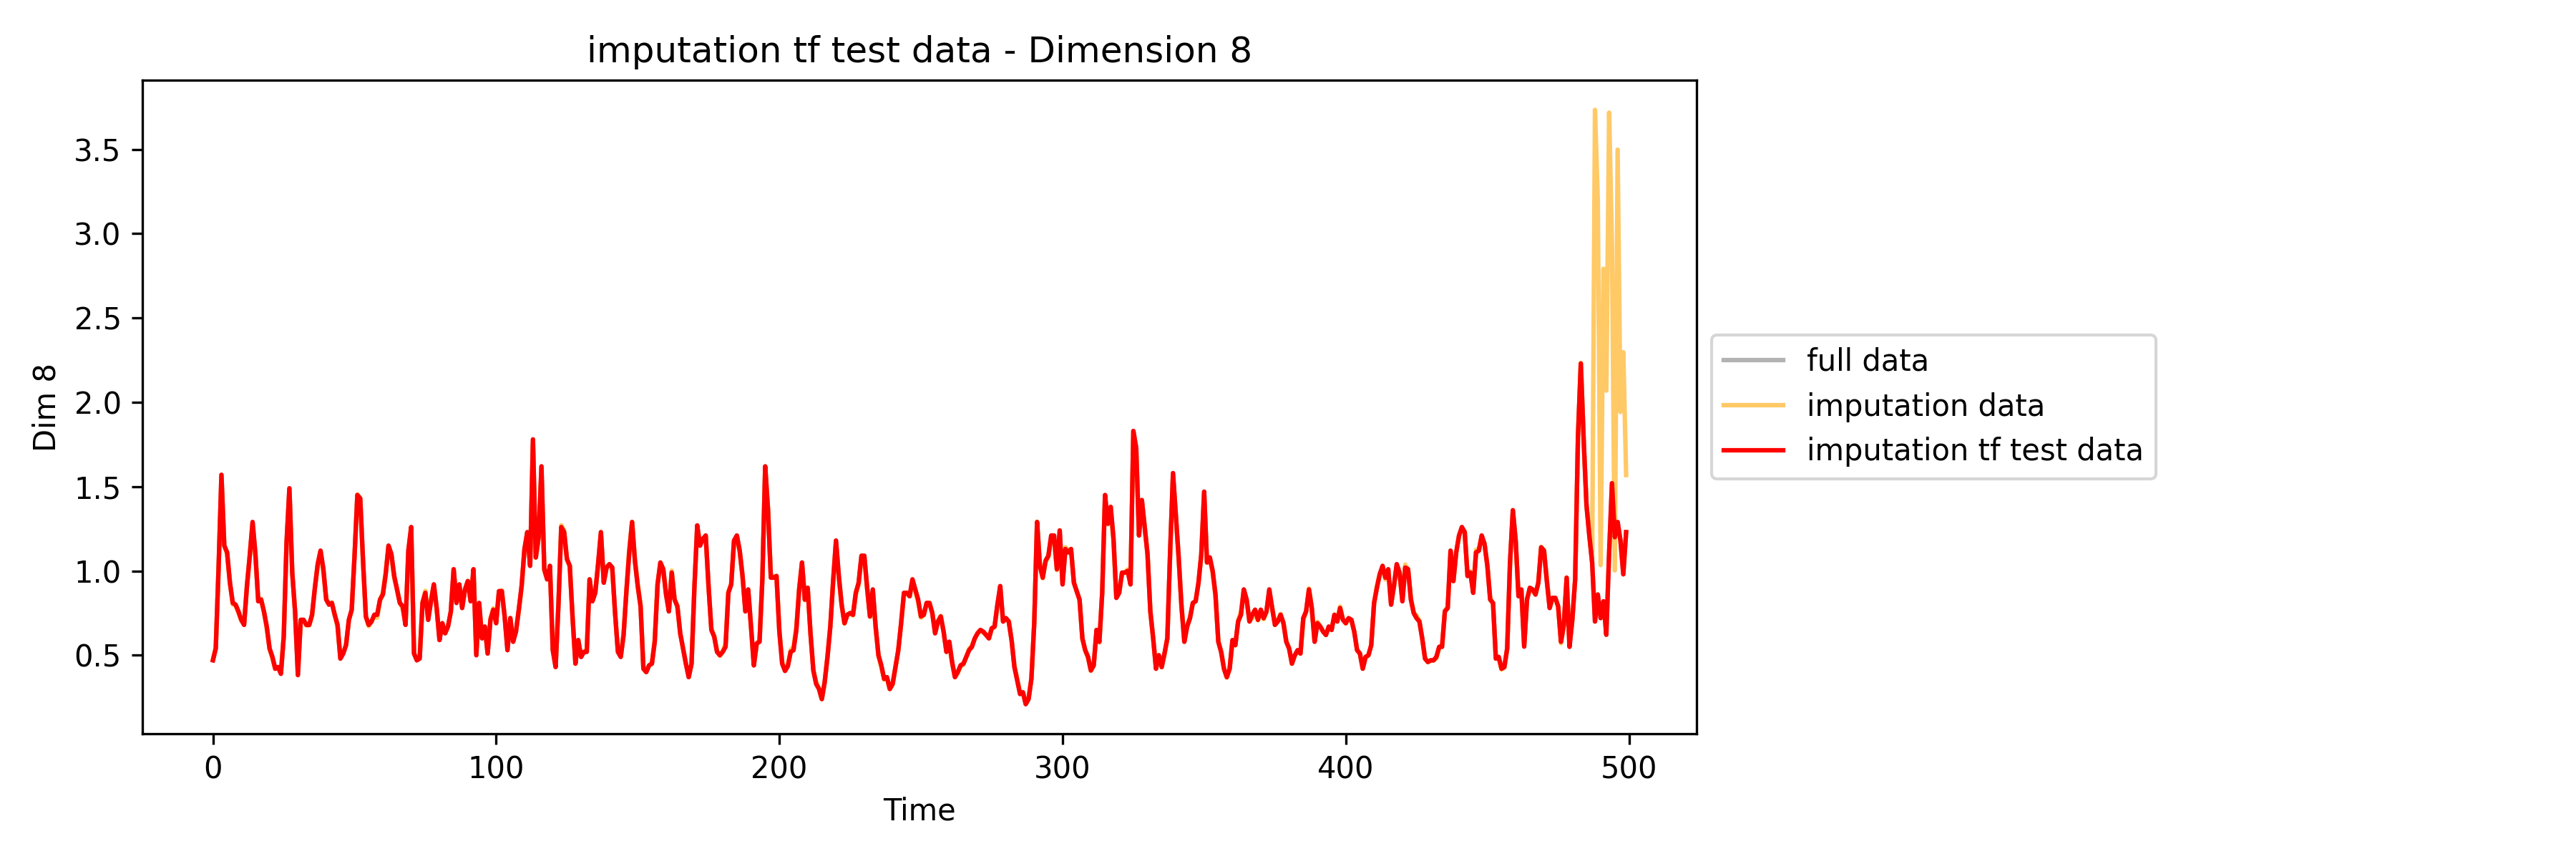 imputation tf test data - Dimension 8
3.5
3.0
2.5
2.0
1.5
1.0
0.5
Dim 8
0 100 200 300 400 500
Time
full data
imputation data
imputation tf test data